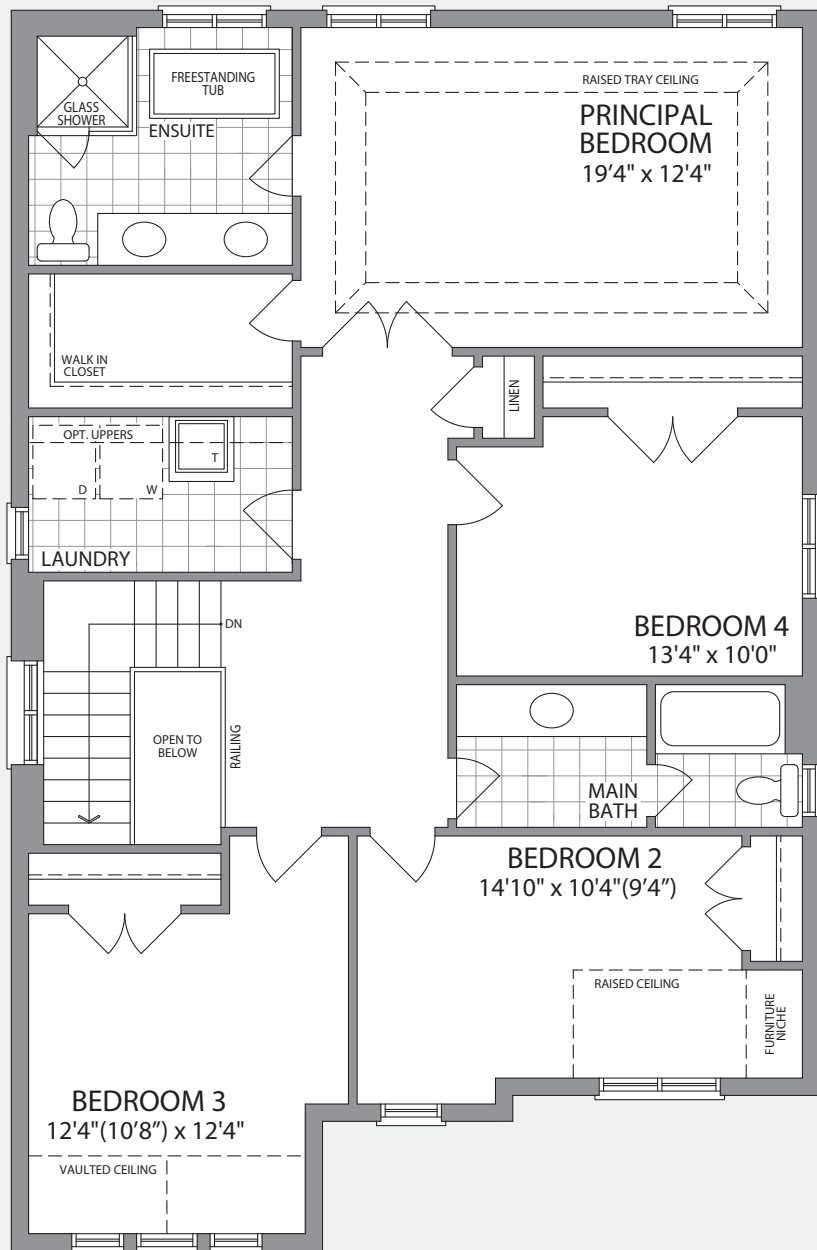 FREESTANDING
TUB
GLASS
SHOWER
ENSUITE
RAISED TRAY CEILING
PRINCIPAL
BEDROOM
19'4" x 12'4"
WALK IN
CLOSET
LINEN
OPT. UPPERS
T
D
W
LAUNDRY
DN
BEDROOM 4
13'4" x 10'0"
OPEN TO
BELOW
RAILING
MAIN
BATH
BEDROOM 2
14'10" x 10'4"(9'4")
RAISED CEILING
FURNITURE
NICHE
BEDROOM 3
12'4"(10'8") x 12'4"
VAULTED CEILING